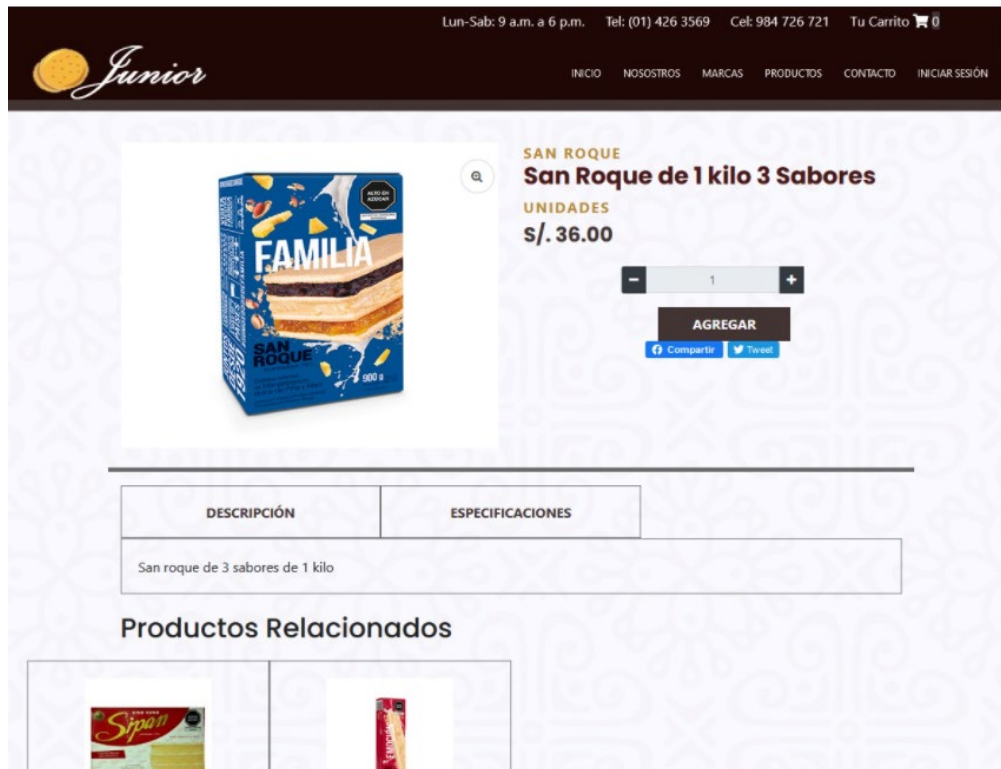 Lun-Sab: 9 a.m. a 6 p.m. Tel: (01) 426 3569 Cel: 984 726 721 Tu Carrito 0
Junior
INICIO NOSOSTROS MARCAS PRODUCTOS CONTACTO INICIAR SESIÓN
SAN ROQUE
San Roque de 1 kilo 3 Sabores
UNIDADES
S/. 36.00
- 1 +
AGREGAR
Compartir Tweet
ALTO EN
AZÚCAR
FAMILIA
SAN
ROQUE
900 g
DESCRIPCIÓN ESPECIFICACIONES
San roque de 3 sabores de 1 kilo
Productos Relacionados
Sipan
EMOCIÓN